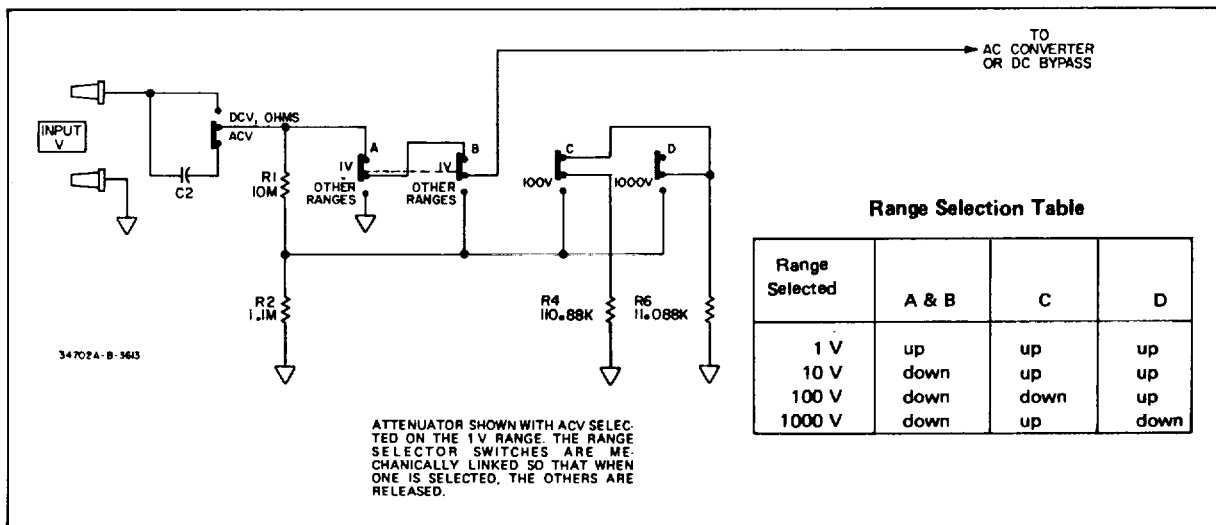 TO
AC CONVERTER
OR DC BYPASS
INPUT
V
DCV, OHMS
ACV
C2
R1
10M
A
1V
OTHER
RANGES
B
1V
OTHER
RANGES
C
100V
D
1000V
R2
1.1M
R4
110.88K
R6
11.088K
34702A-B-3613
ATTENUATOR SHOWN WITH ACV SELEC-
TED ON THE 1V RANGE. THE RANGE
SELECTOR SWITCHES ARE ME-
CHANICALLY LINKED SO THAT WHEN
ONE IS SELECTED, THE OTHERS ARE
RELEASED.
Range Selection Table
Range
Selected A & B C D
1 V up up up
10 V down up up
100 V down down up
1000 V down up down